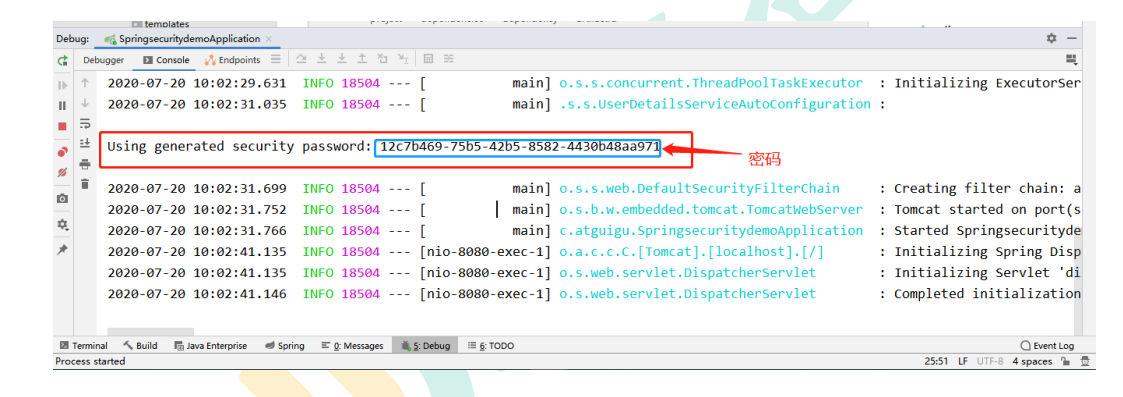 templates
Debug: SpringsecuritydemoApplication ×
Debugger Console Endpoints
2020-07-20 10:02:29.631 INFO 18504 --- [ main] o.s.s.concurrent.ThreadPoolTaskExecutor : Initializing ExecutorSer
2020-07-20 10:02:31.035 INFO 18504 --- [ main] .s.s.UserDetailsServiceAutoConfiguration :
Using generated security password: 12c7b469-75b5-42b5-8582-4430b48aa971
密码
2020-07-20 10:02:31.699 INFO 18504 --- [ main] o.s.s.web.DefaultSecurityFilterChain : Creating filter chain: a
2020-07-20 10:02:31.752 INFO 18504 --- [ main] o.s.b.w.embedded.tomcat.TomcatWebServer : Tomcat started on port(s
2020-07-20 10:02:31.766 INFO 18504 --- [ main] c.atguigu.SpringsecuritydemoApplication : Started Springsecurityde
2020-07-20 10:02:41.135 INFO 18504 --- [nio-8080-exec-1] o.a.c.c.C.[Tomcat].[localhost].[/] : Initializing Spring Disp
2020-07-20 10:02:41.135 INFO 18504 --- [nio-8080-exec-1] o.s.web.servlet.DispatcherServlet : Initializing Servlet 'di
2020-07-20 10:02:41.146 INFO 18504 --- [nio-8080-exec-1] o.s.web.servlet.DispatcherServlet : Completed initialization
Terminal Build Java Enterprise Spring 0: Messages 5: Debug 6: TODO Event Log
Process started 25:51 LF UTF-8 4 spaces